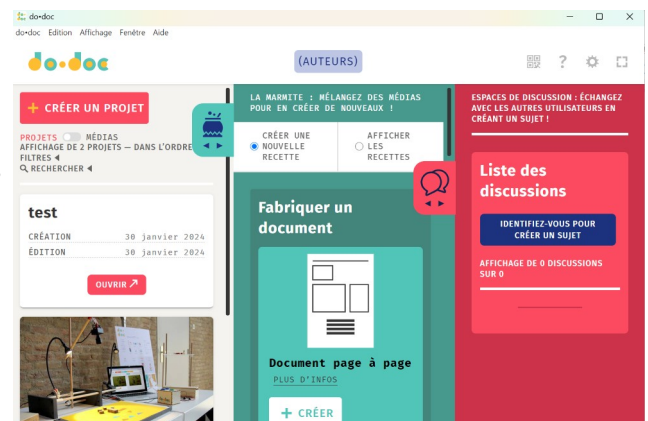 do•doc
do•doc Edition Affichage Fenêtre Aide
do•doc
(AUTEURS)
?
+ CRÉER UN PROJET
PROJETS MÉDIAS
AFFICHAGE DE 2 PROJETS — DANS L'ORDRE
FILTRES
RECHERCHER
test
CRÉATION 30 janvier 2024
ÉDITION 30 janvier 2024
OUVRIR
LA MARMITE : MÉLANGEZ DES MÉDIAS
POUR EN CRÉER DE NOUVEAUX !
CRÉER UNE
NOUVELLE
RECETTE
AFFICHER
LES
RECETTES
Fabriquer un
document
Document page à page
PLUS D'INFOS
+ CRÉER
ESPACES DE DISCUSSION : ÉCHANGEZ
AVEC LES AUTRES UTILISATEURS EN
CRÉANT UN SUJET !
Liste des
discussions
IDENTIFIEZ-VOUS POUR
CRÉER UN SUJET
AFFICHAGE DE 0 DISCUSSIONS
SUR 0